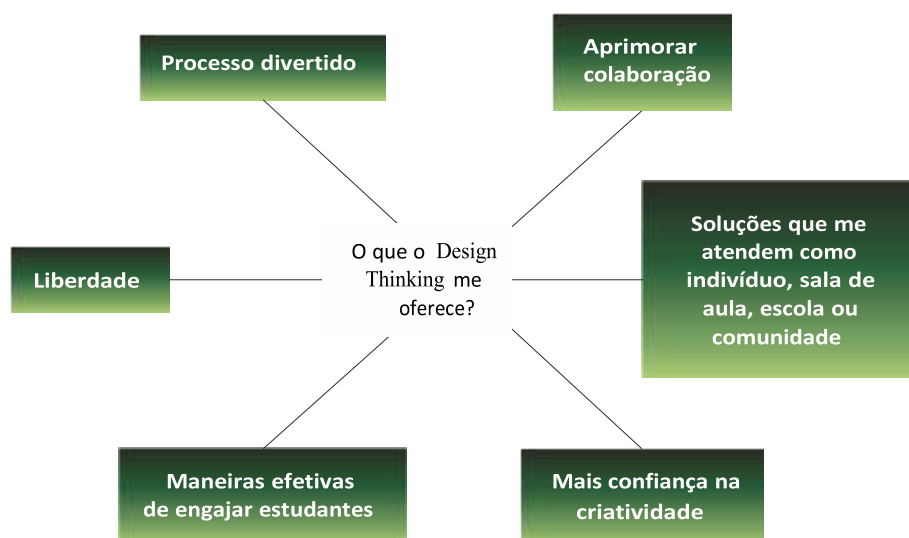 Processo divertido
Aprimorar
colaboração
Soluções que me
atendem como
indivíduo, sala de
aula, escola ou
comunidade
O que o Design
Thinking me
oferece?
Liberdade
Maneiras efetivas
de engajar estudantes
Mais confiança na
criatividade